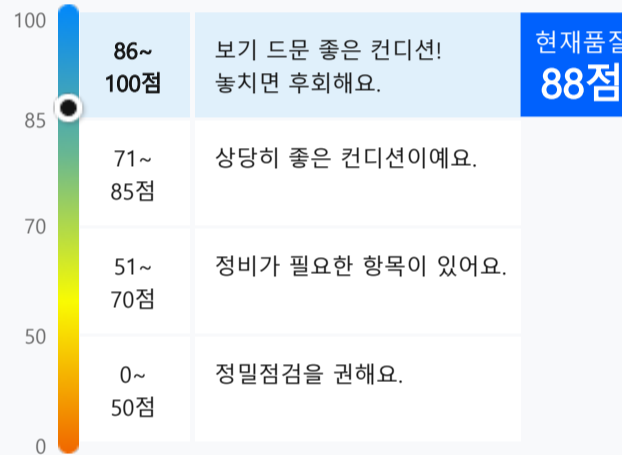 100
86~
100점
보기 드문 좋은 컨디션!
놓치면 후회해요.
현재품질
88점
85
71~
85점
상당히 좋은 컨디션이예요.
70
51~
70점
정비가 필요한 항목이 있어요.
50
0~
50점
정밀점검을 권해요.
0